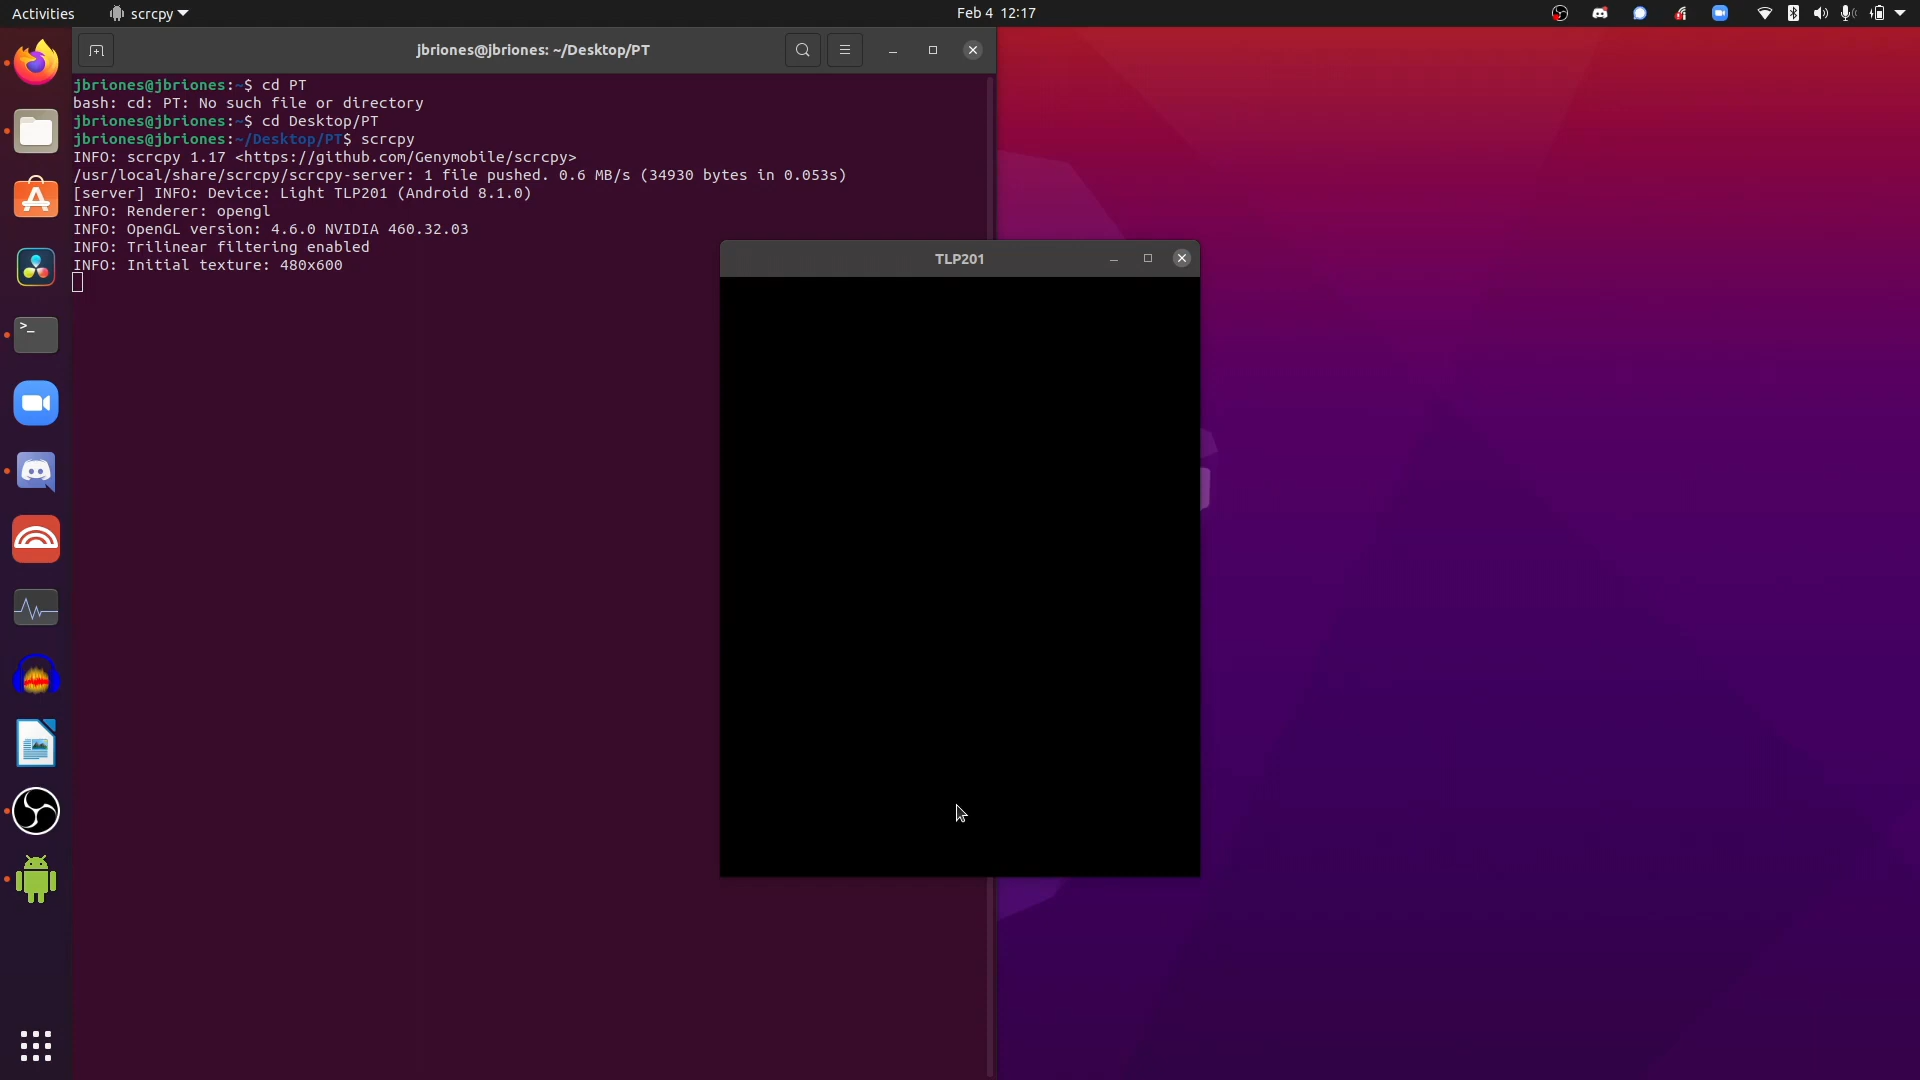 Activities
scrcpy
Feb 4 12:17
jbriones@jbriones: ~/Desktop/PT
jbriones@jbriones:~$ cd PT
bash: cd: PT: No such file or directory
jbriones@jbriones:~$ cd Desktop/PT
jbriones@jbriones:~/Desktop/PT$ scrcpy
INFO: scrcpy 1.17 <https://github.com/Genymobile/scrcpy>
/usr/local/share/scrcpy/scrcpy-server: 1 file pushed. 0.6 MB/s (34930 bytes in 0.053s)
[server] INFO: Device: Light TLP201 (Android 8.1.0)
INFO: Renderer: opengl
INFO: OpenGL version: 4.6.0 NVIDIA 460.32.03
INFO: Trilinear filtering enabled
INFO: Initial texture: 480x600
TLP201